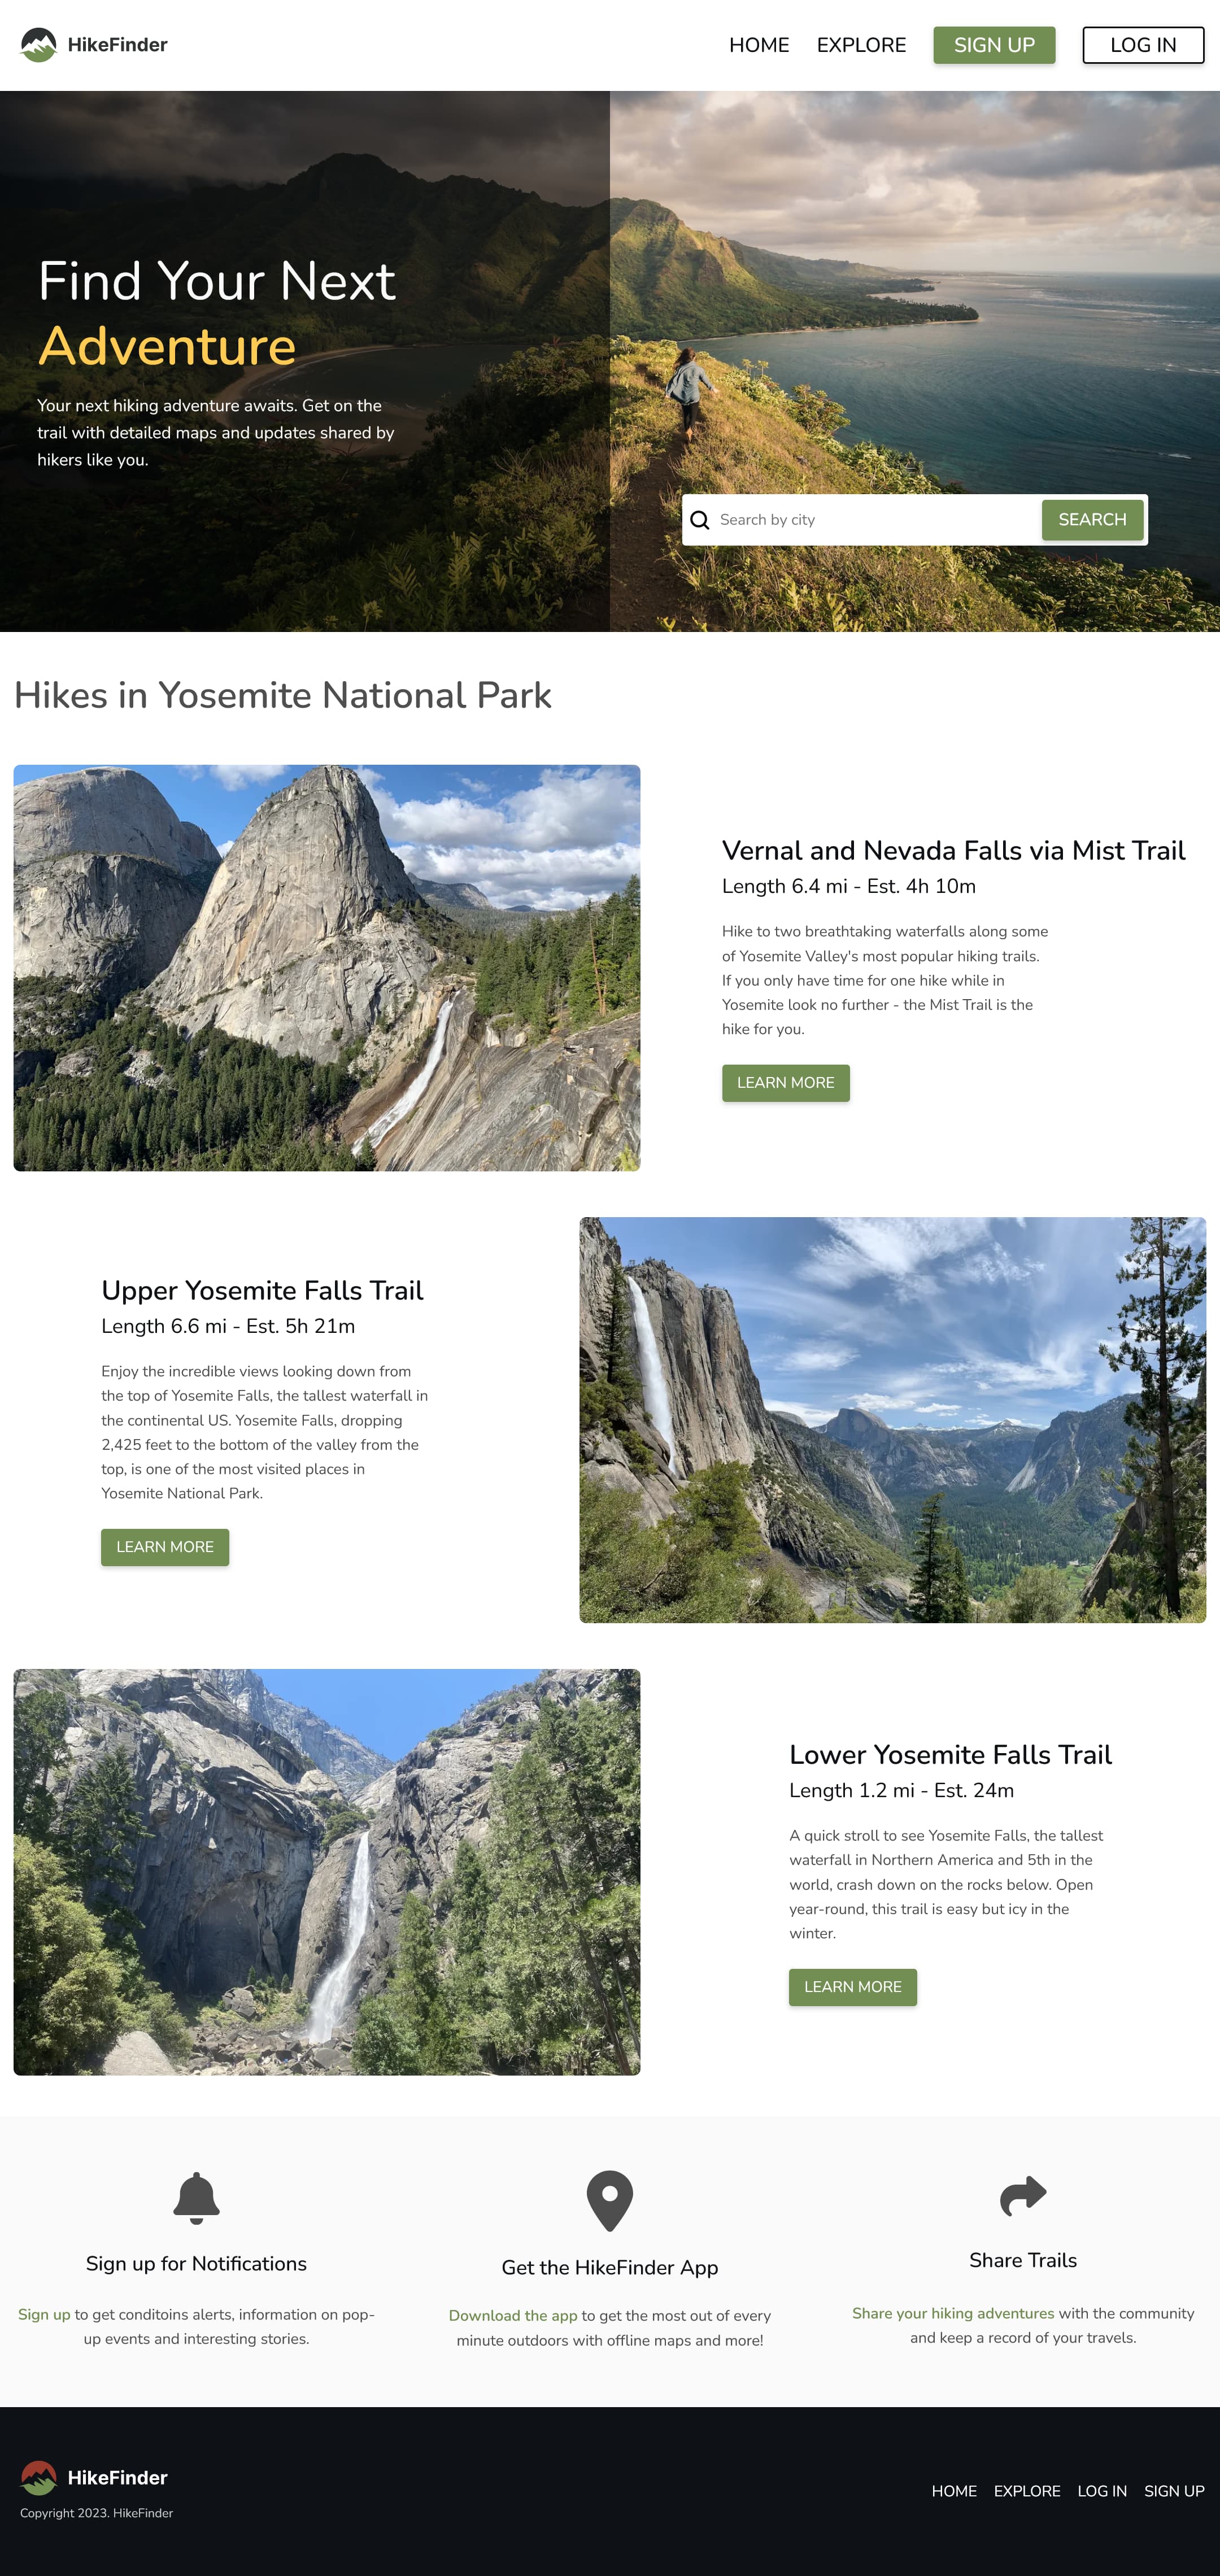 HikeFinder
HOME EXPLORE SIGN UP LOG IN
Find Your Next
Adventure
Your next hiking adventure awaits. Get on the
trail with detailed maps and updates shared by
hikers like you.
Search by city SEARCH
Hikes in Yosemite National Park
Vernal and Nevada Falls via Mist Trail
Length 6.4 mi - Est. 4h 10m
Hike to two breathtaking waterfalls along some
of Yosemite Valley's most popular hiking trails.
If you only have time for one hike while in
Yosemite look no further - the Mist Trail is the
hike for you.
LEARN MORE
Upper Yosemite Falls Trail
Length 6.6 mi - Est. 5h 21m
Enjoy the incredible views looking down from
the top of Yosemite Falls, the tallest waterfall in
the continental US. Yosemite Falls, dropping
2,425 feet to the bottom of the valley from the
top, is one of the most visited places in
Yosemite National Park.
LEARN MORE
Lower Yosemite Falls Trail
Length 1.2 mi - Est. 24m
A quick stroll to see Yosemite Falls, the tallest
waterfall in Northern America and 5th in the
world, crash down on the rocks below. Open
year-round, this trail is easy but icy in the
winter.
LEARN MORE
Sign up for Notifications
Sign up to get conditoins alerts, information on pop-
up events and interesting stories.
Get the HikeFinder App
Download the app to get the most out of every
minute outdoors with offline maps and more!
Share Trails
Share your hiking adventures with the community
and keep a record of your travels.
HikeFinder
Copyright 2023. HikeFinder
HOME EXPLORE LOG IN SIGN UP